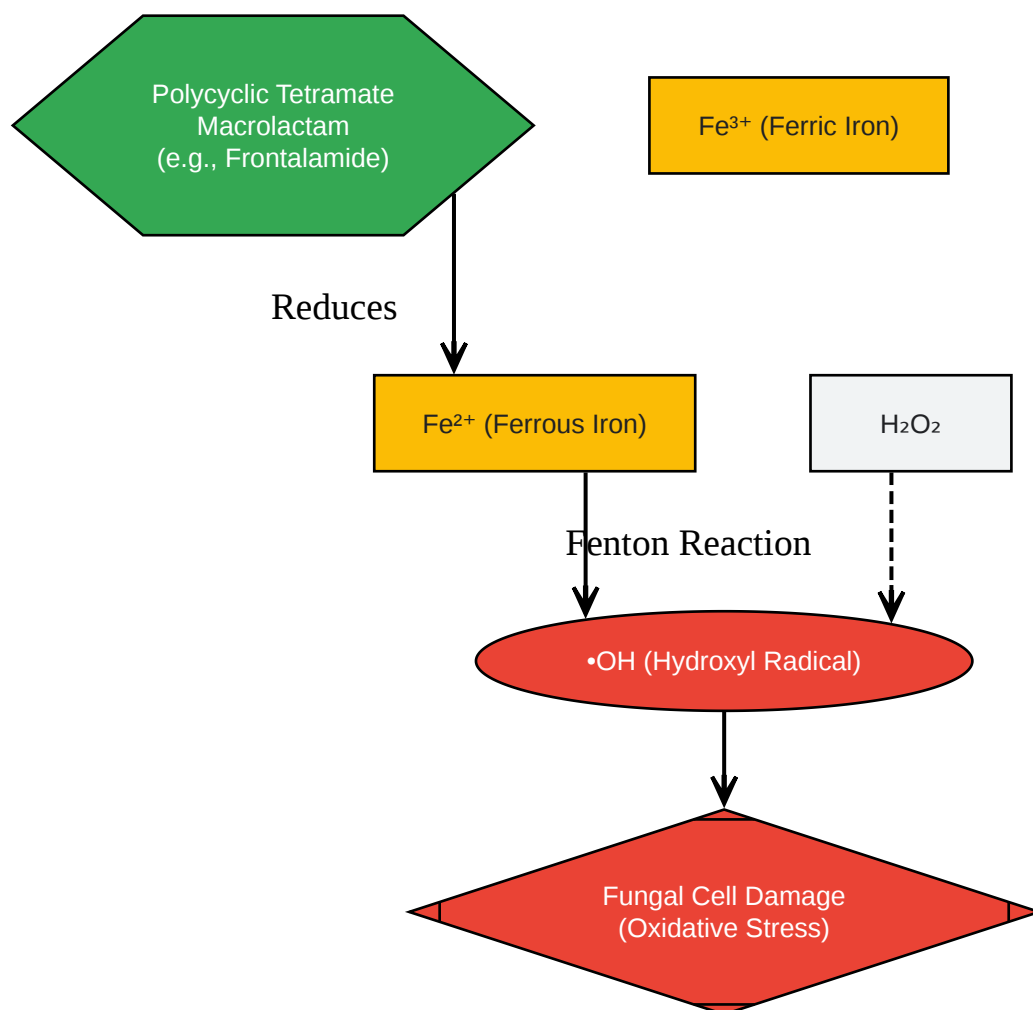 Polycyclic Tetramate
Macrolactam
(e.g., Frontalamide)
Fe³⁺ (Ferric Iron)
Reduces
Fe²⁺ (Ferrous Iron)
H₂O₂
Fenton Reaction
•OH (Hydroxyl Radical)
Fungal Cell Damage
(Oxidative Stress)